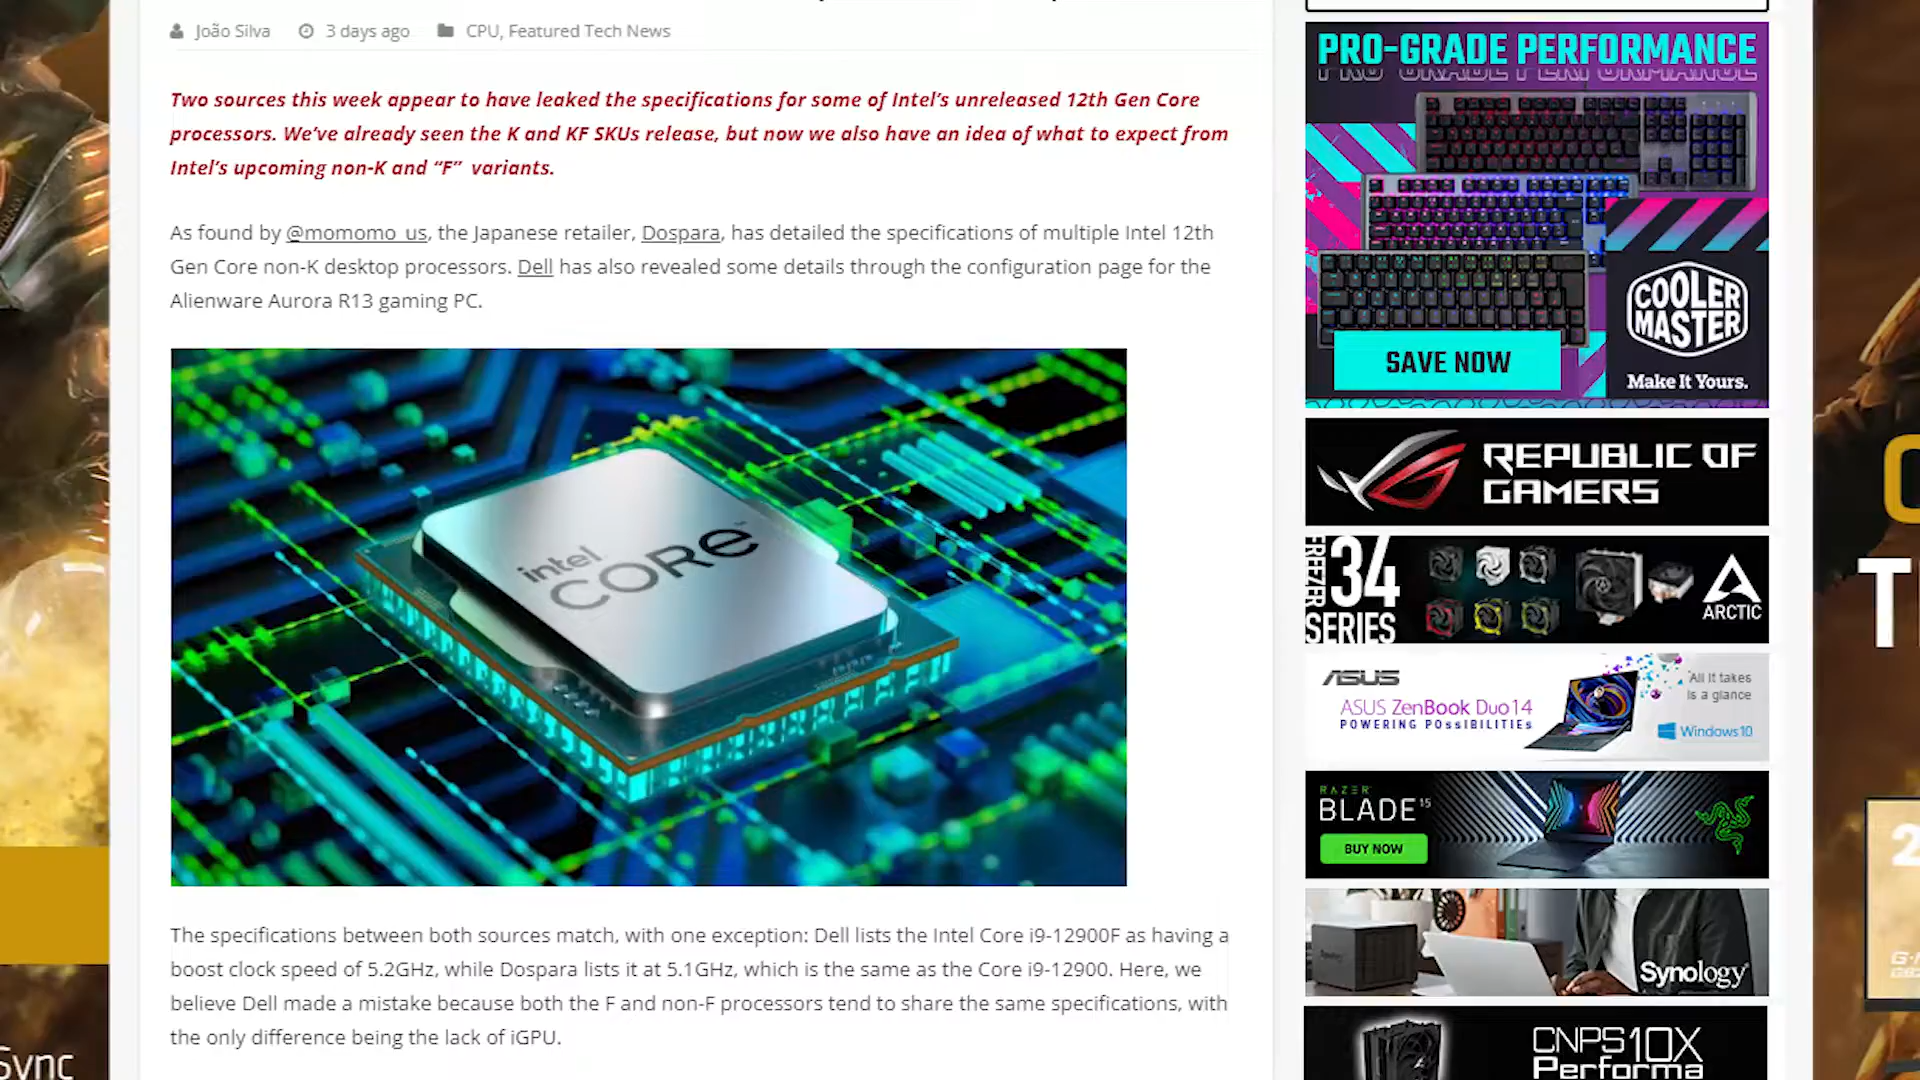 João Silva 3 days ago CPU, Featured Tech News
Two sources this week appear to have leaked the specifications for some of Intel’s unreleased 12th Gen Core
processors. We’ve already seen the K and KF SKUs release, but now we also have an idea of what to expect from
Intel’s upcoming non-K and “F” variants.
As found by @momomo_us, the Japanese retailer, Dospara, has detailed the specifications of multiple Intel 12th
Gen Core non-K desktop processors. Dell has also revealed some details through the configuration page for the
Alienware Aurora R13 gaming PC.
intel
CORE
The specifications between both sources match, with one exception: Dell lists the Intel Core i9-12900F as having a
boost clock speed of 5.2GHz, while Dospara lists it at 5.1GHz, which is the same as the Core i9-12900. Here, we
believe Dell made a mistake because both the F and non-F processors tend to share the same specifications, with
the only difference being the lack of iGPU.
PRO-GRADE PERFORMANCE
PRO-GRADE PERFORMANCE
COOLER
MASTER
SAVE NOW
Make It Yours.
REPUBLIC OF
GAMERS
FREEZER
34
SERIES
ARCTIC
ASUS
All It takes
is a glance
ASUS ZenBook Duo 14
POWERING POSSIBILITIES
Windows 10
RAZER
BLADE 15
BUY NOW
Synology
CNPS10X
Performa
Sync